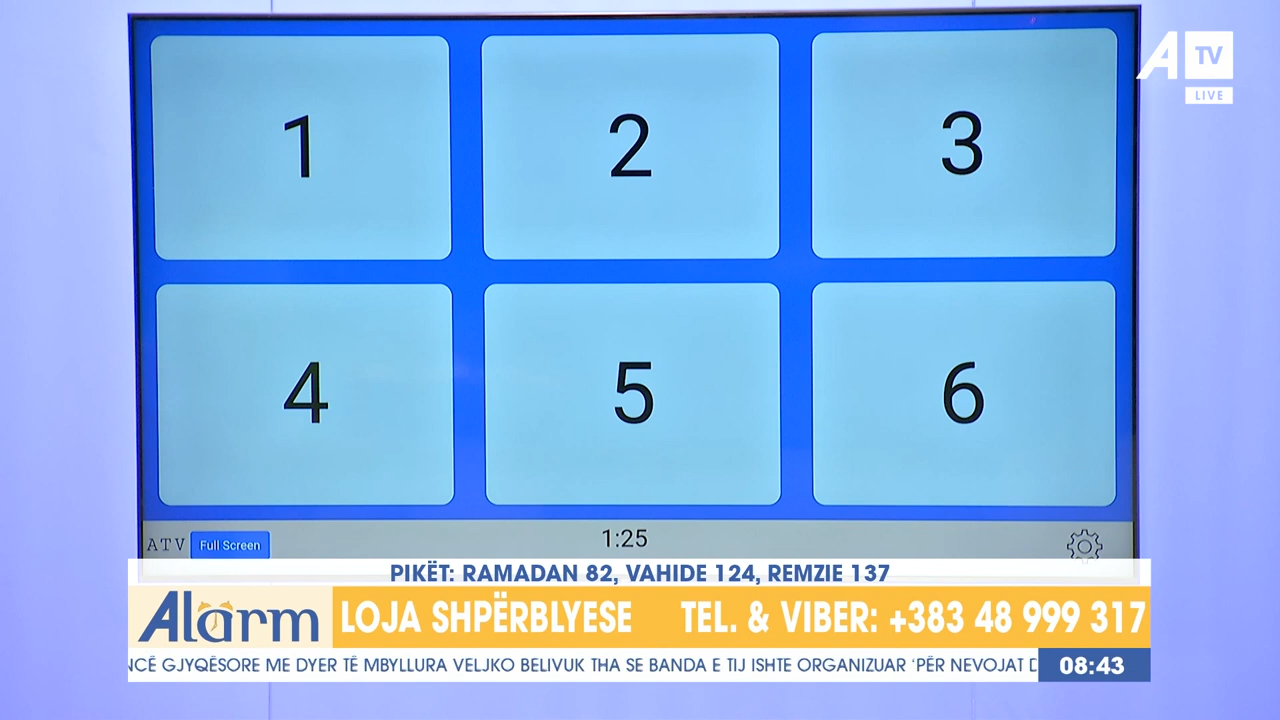 1
2
3
4
5
6
ATV
Full Screen
1:25
A TV
LIVE
PIKËT: RAMADAN 82, VAHIDE 124, REMZIE 137
Alarm
LOJA SHPËRBLYESE TEL. & VIBER: +383 48 999 317
GJYQËSORE ME DYER TË MBYLLURA VELJKO BELIVUK THA SE BANDA E TIJ ISHTE ORGANIZUAR ‘PËR NEVOJAT
08:43